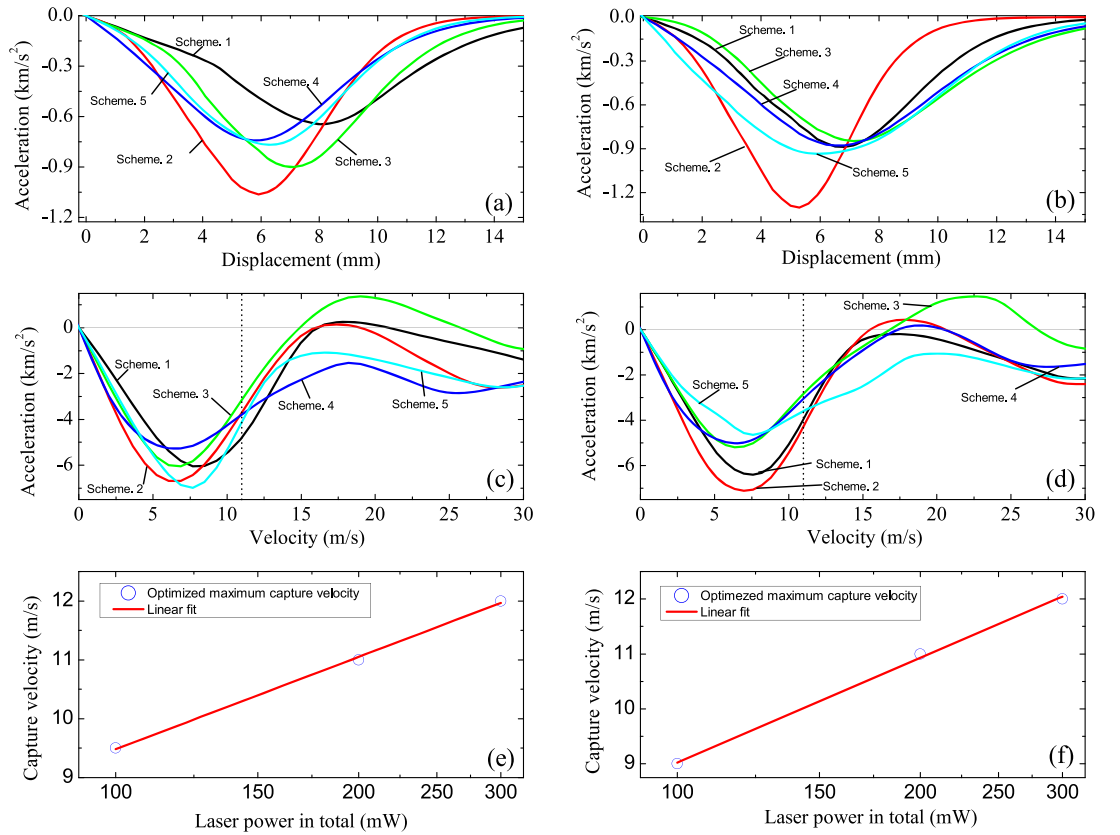 0.0
-0.3
-0.6
-0.9
-1.2
Acceleration (km/s²)
Scheme. 1
Scheme. 4
Scheme. 5
Scheme. 2
Scheme. 3
(a)
0 2 4 6 8 10 12 14
Displacement (mm)
0.0
-0.3
-0.6
-0.9
-1.2
Acceleration (km/s²)
Scheme. 1
Scheme. 3
Scheme. 4
Scheme. 2
Scheme. 5
(b)
0 2 4 6 8 10 12 14
Displacement (mm)
0
-2
-4
-6
Acceleration (km/s²)
Scheme. 1
Scheme. 3
Scheme. 4
Scheme. 5
Scheme. 2
(c)
0 5 10 15 20 25 30
Velocity (m/s)
0
-2
-4
-6
Acceleration (km/s²)
Scheme. 3
Scheme. 5
Scheme. 4
Scheme. 1
Scheme. 2
(d)
0 5 10 15 20 25 30
Velocity (m/s)
12
11
10
9
Capture velocity (m/s)
Optimized maximum capture velocity
Linear fit
(e)
100 150 200 250 300
Laser power in total (mW)
12
11
10
9
Capture velocity (m/s)
Optimezed maximum capture velocity
Linear fit
(f)
100 150 200 250 300
Laser power in total (mW)